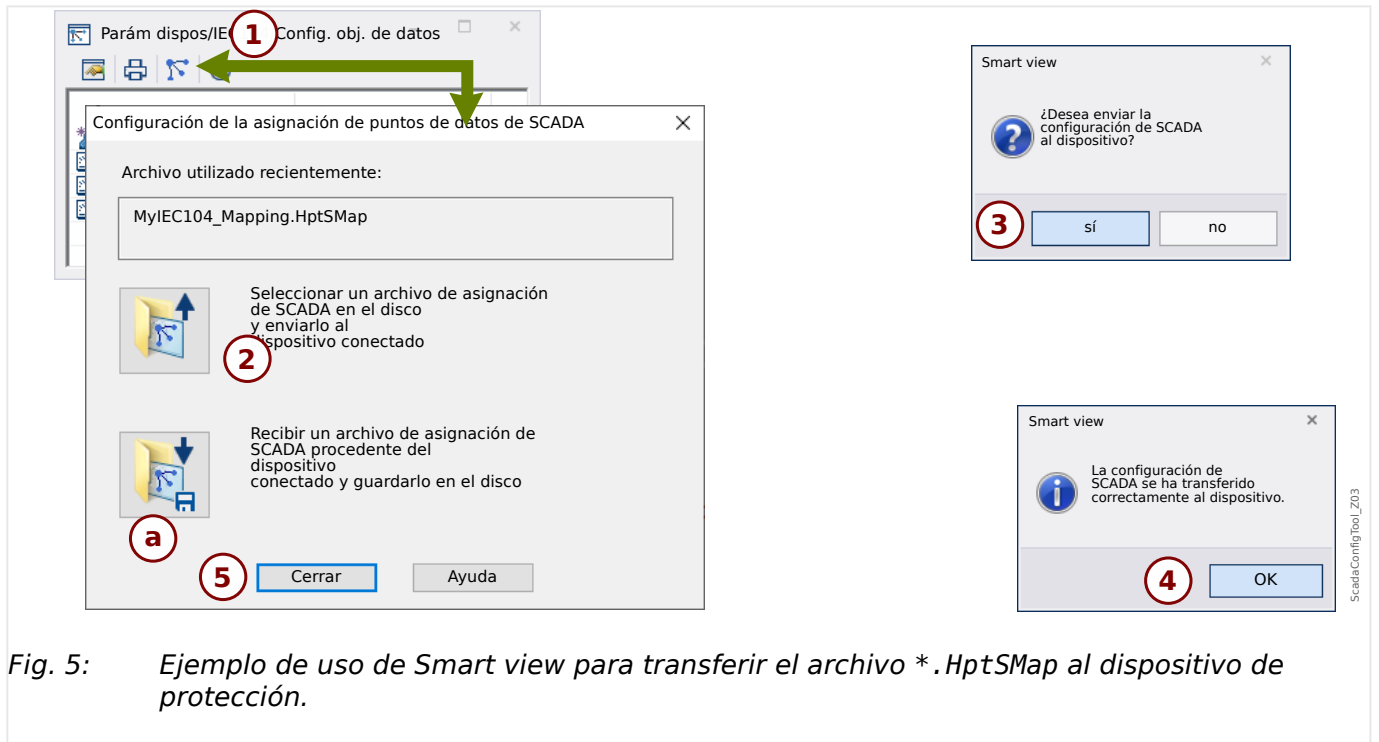 Parám dispos/IE
1
Config. obj. de datos
Configuración de la asignación de puntos de datos de SCADA
Archivo utilizado recientemente:
MyIEC104_Mapping.HptSMap
Seleccionar un archivo de asignación
de SCADA en el disco
y enviarlo al
dispositivo conectado
2
Recibir un archivo de asignación de
SCADA procedente del
dispositivo
conectado y guardarlo en el disco
a
5
Cerrar
Ayuda
Smart view
¿Desea enviar la
configuración de SCADA
al dispositivo?
3
sí
no
Smart view
La configuración de
SCADA se ha transferido
correctamente al dispositivo.
4
OK
ScadaConfigTool_Z03
Fig. 5: Ejemplo de uso de Smart view para transferir el archivo *.HptSMap al dispositivo de
protección.